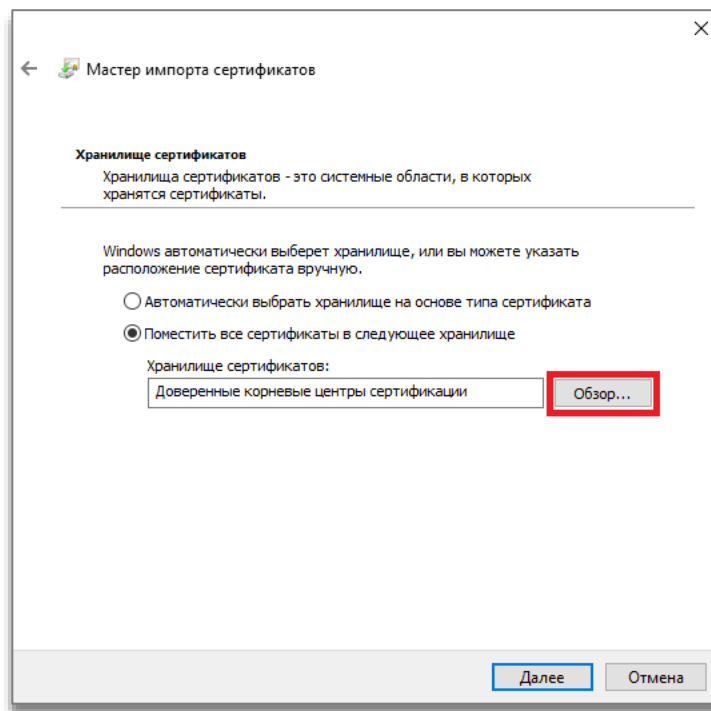 Мастер импорта сертификатов
Хранилище сертификатов
Хранилища сертификатов - это системные области, в которых
хранятся сертификаты.
Windows автоматически выберет хранилище, или вы можете указать
расположение сертификата вручную.
Автоматически выбрать хранилище на основе типа сертификата
Поместить все сертификаты в следующее хранилище
Хранилище сертификатов:
Доверенные корневые центры сертификации
Обзор...
Далее
Отмена